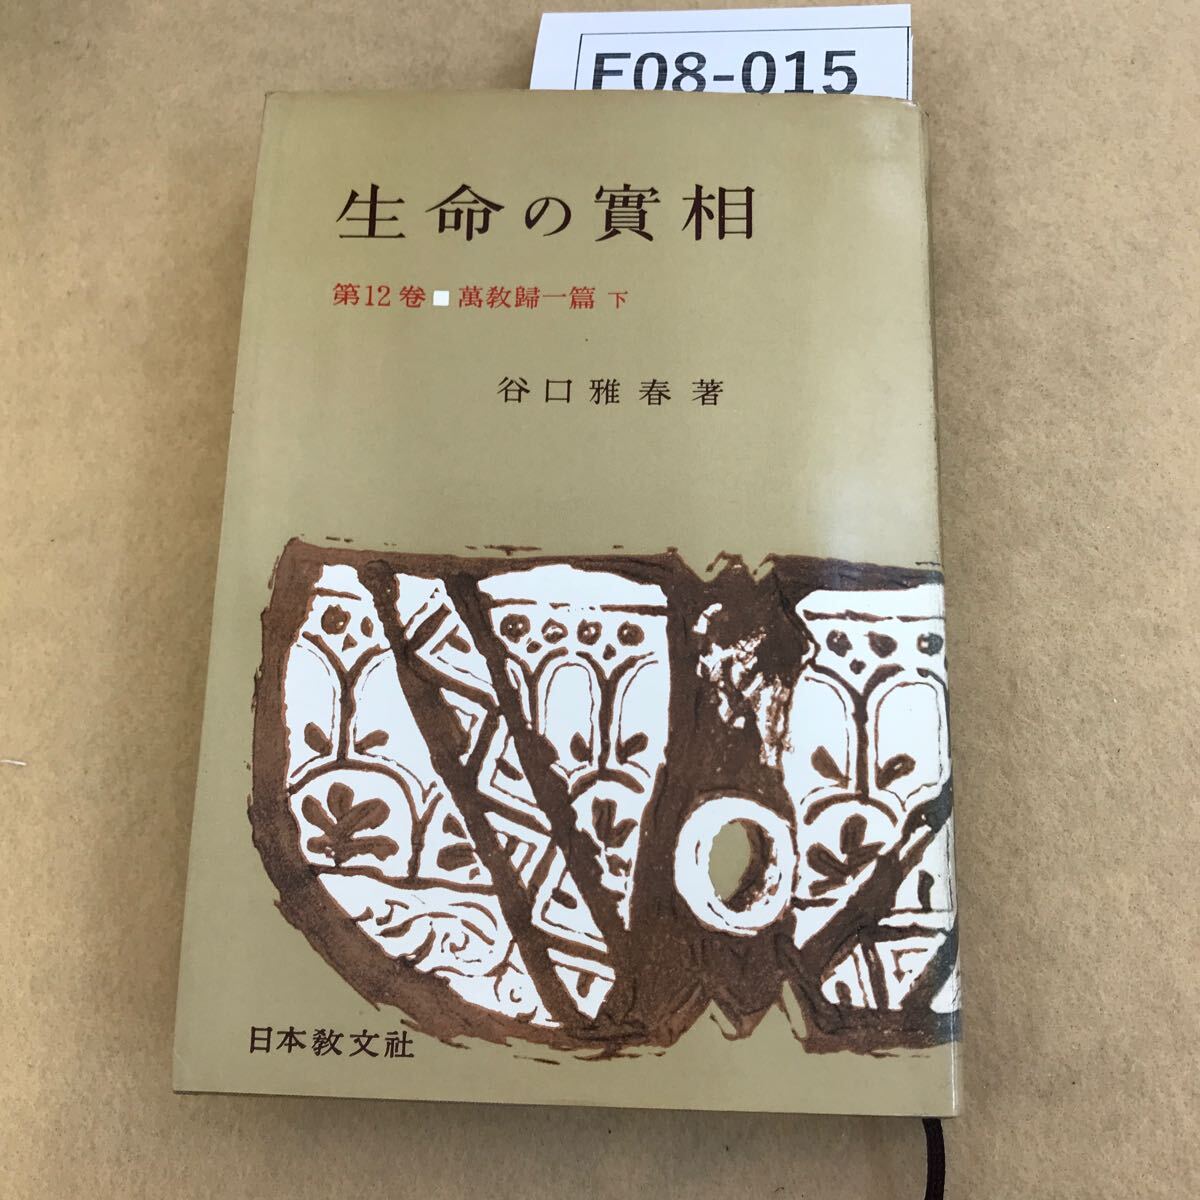 F08-015
生命の實相
第12卷■萬教歸一篇 下
谷口雅春著
日本教文社